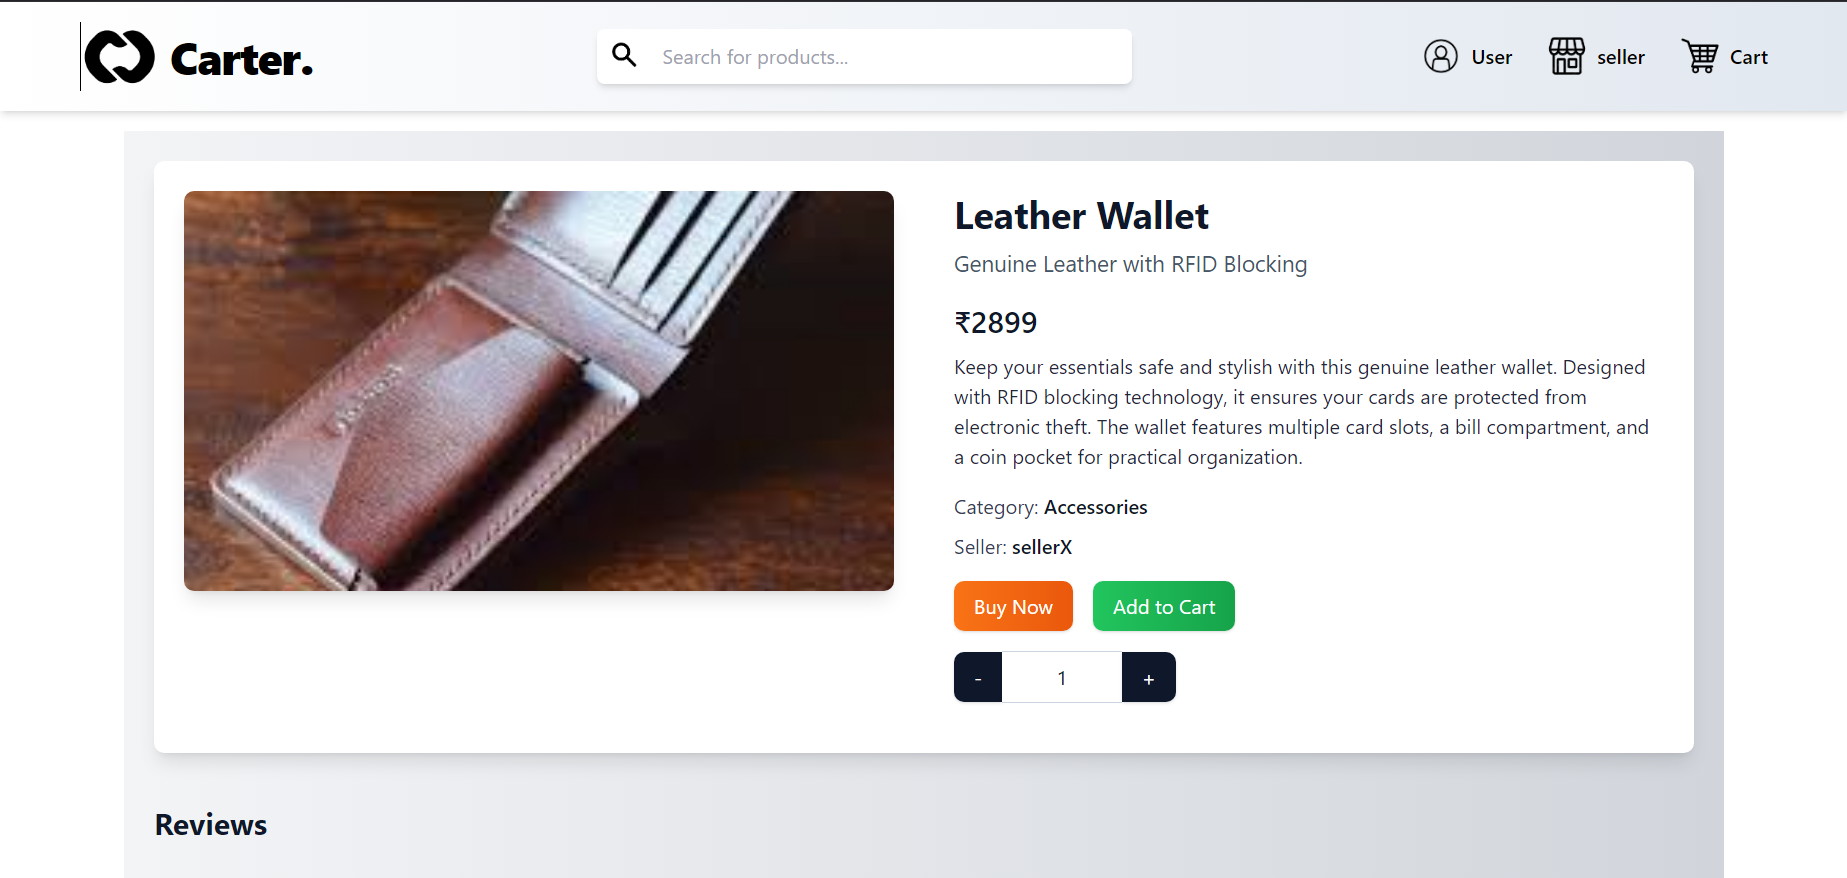 Carter.
Search for products...
User
seller
Cart
Leather Wallet
Genuine Leather with RFID Blocking
₹2899
Keep your essentials safe and stylish with this genuine leather wallet. Designed
with RFID blocking technology, it ensures your cards are protected from
electronic theft. The wallet features multiple card slots, a bill compartment, and
a coin pocket for practical organization.
Category: Accessories
Seller: sellerX
Buy Now
Add to Cart
- 1 +
Reviews